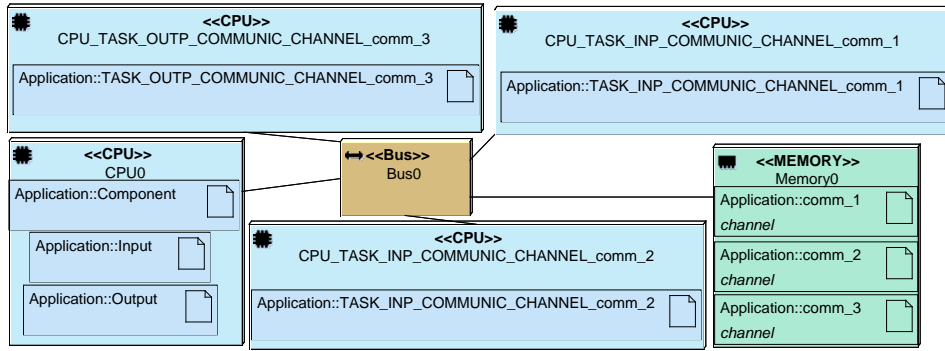 <<CPU>>
CPU_TASK_OUTP_COMMUNIC_CHANNEL_comm_3
Application::TASK_OUTP_COMMUNIC_CHANNEL_comm_3
<<CPU>>
CPU_TASK_INP_COMMUNIC_CHANNEL_comm_1
Application::TASK_INP_COMMUNIC_CHANNEL_comm_1
<<CPU>>
CPU0
Application::Component
Application::Input
Application::Output
<<Bus>>
Bus0
<<CPU>>
CPU_TASK_INP_COMMUNIC_CHANNEL_comm_2
Application::TASK_INP_COMMUNIC_CHANNEL_comm_2
<<MEMORY>>
Memory0
Application::comm_1
channel
Application::comm_2
channel
Application::comm_3
channel